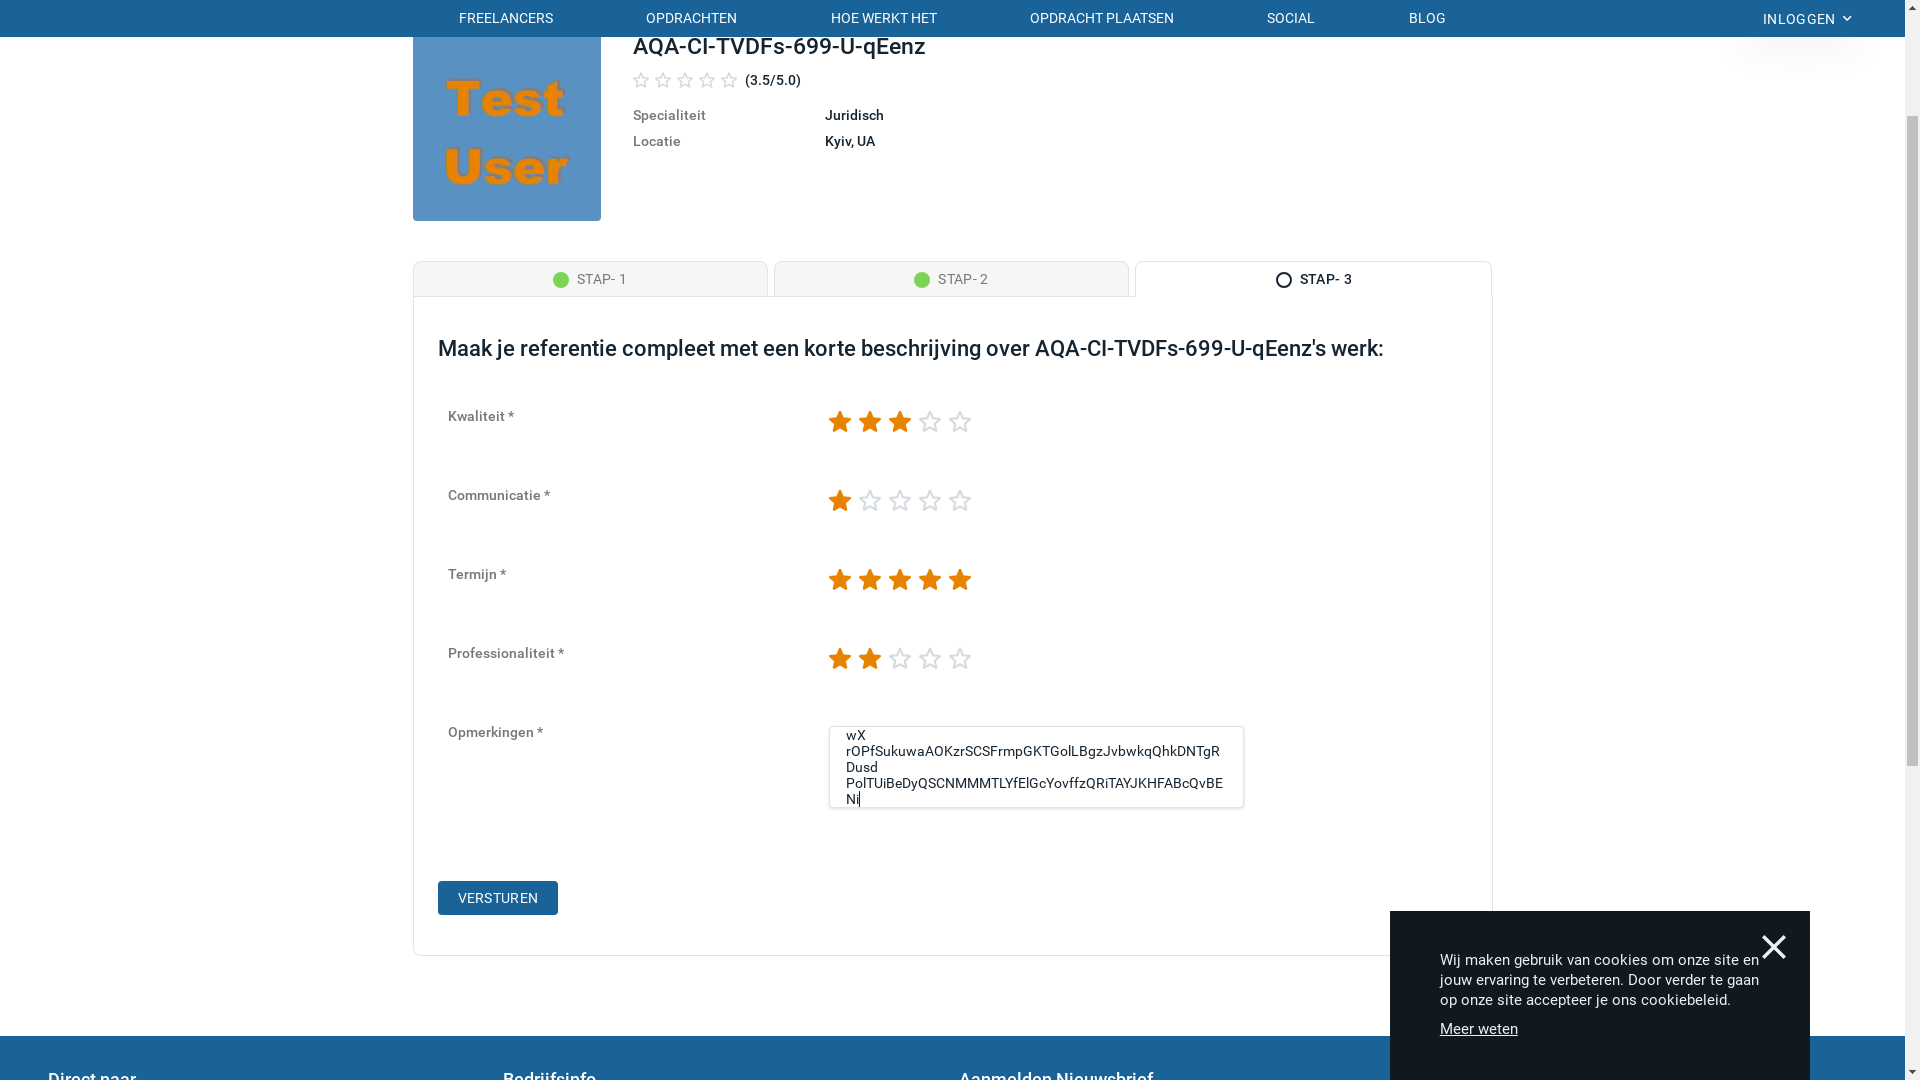 FREELANCERS OPDRACHTEN HOE WERKT HET OPDRACHT PLAATSEN SOCIAL BLOG INLOGGEN
AQA-CI-TVDFs-699-U-qEenz
(3.5/5.0)
Specialiteit Juridisch
Locatie Kyiv, UA
Test
User
STAP- 1 STAP- 2 STAP- 3
Maak je referentie compleet met een korte beschrijving over AQA-CI-TVDFs-699-U-qEenz's werk:
Kwaliteit *
Communicatie *
Termijn *
Professionaliteit *
Opmerkingen *
wX
rOPfSukuwaAOKzrSCSFrmpGKTGolLBgzJvbwkqQhkDNTgR
Dusd
PolTUiBeDyQSCNMMMTLYfElGcYovffzQRiTAYJKHFABcQvBE
Ni
VERSTUREN
Wij maken gebruik van cookies om onze site en
jouw ervaring te verbeteren. Door verder te gaan
op onze site accepteer je ons cookiebeleid.
Meer weten
Direct naar Bedrijfsinfo Aanmelden Nieuwsbrief